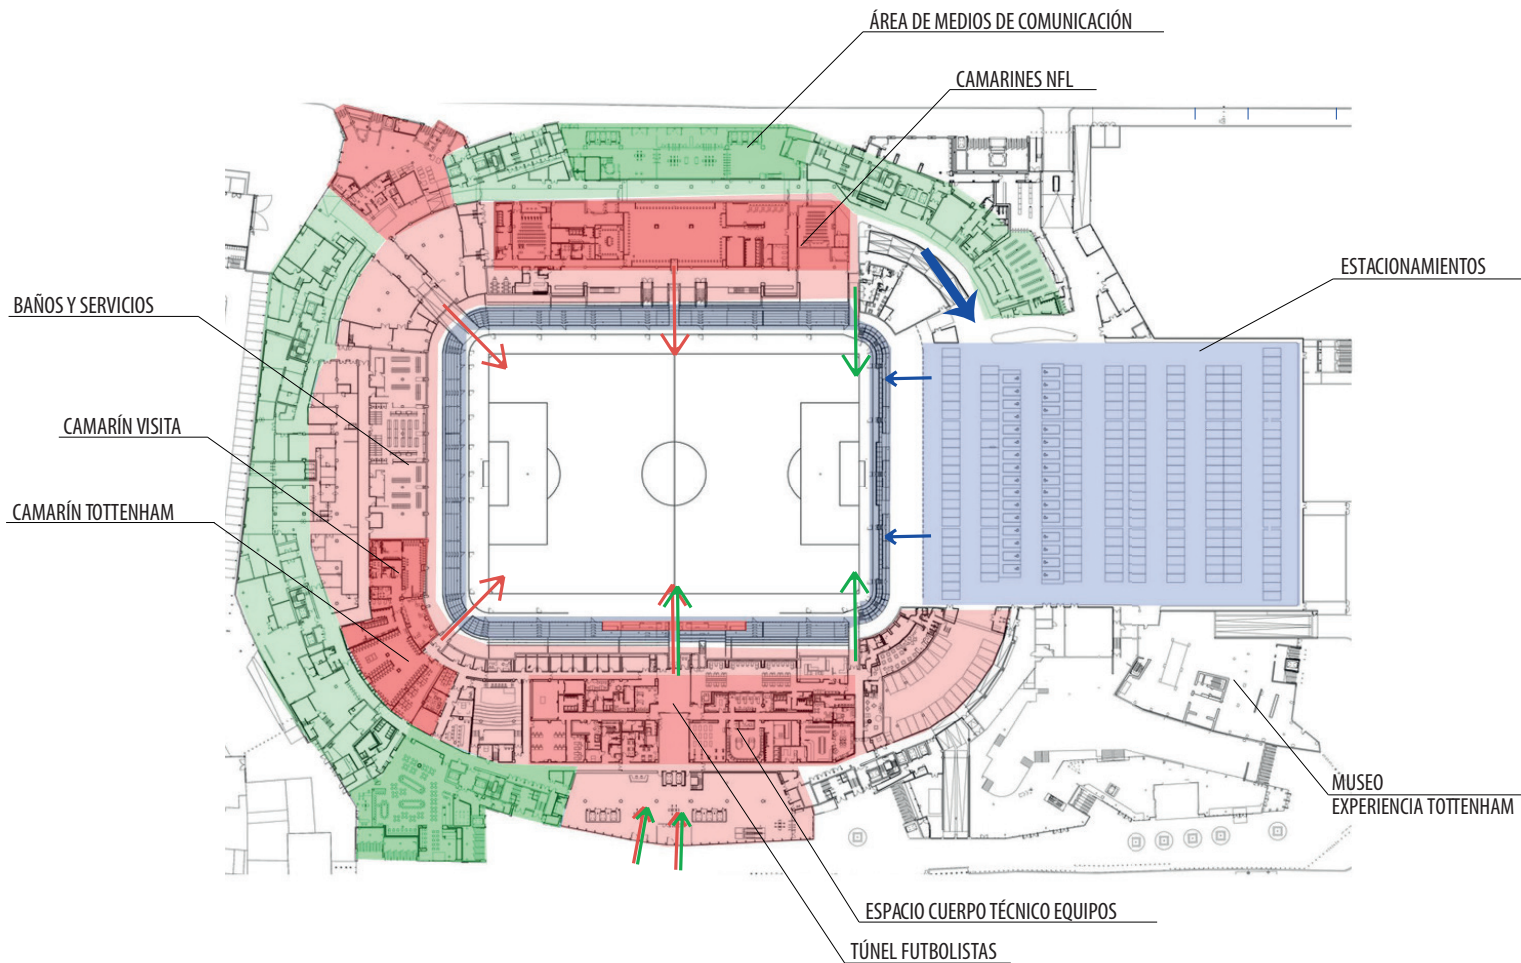 ÁREA DE MEDIOS DE COMUNICACIÓN
CAMARINES NFL
ESTACIONAMIENTOS
BAÑOS Y SERVICIOS
CAMARÍN VISITA
CAMARÍN TOTTENHAM
MUSEO
EXPERIENCIA TOTTENHAM
ESPACIO CUERPO TÉCNICO EQUIPOS
TÚNEL FUTBOLISTAS